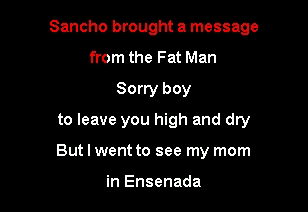 Sancho brought a message
from the Fat Man
Sorry boy
to leave you high and dry
But I went to see my mom
in Ensenada